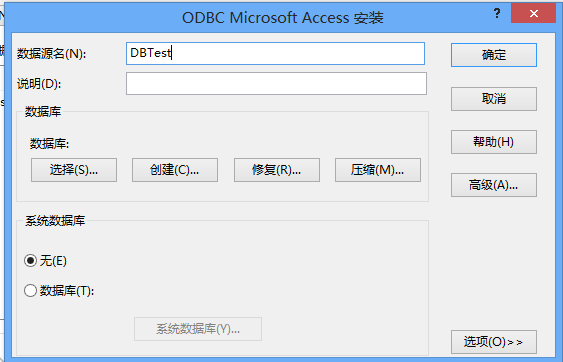 ODBC Microsoft Access 安装
数据源名(N):
DBTest
确定
说明(D):
取消
数据库
数据库:
帮助(H)
选择(S)...
创建(C)...
修复(R)...
压缩(M)...
高级(A)...
系统数据库
无(E)
数据库(T):
系统数据库(Y)...
选项(O)>>